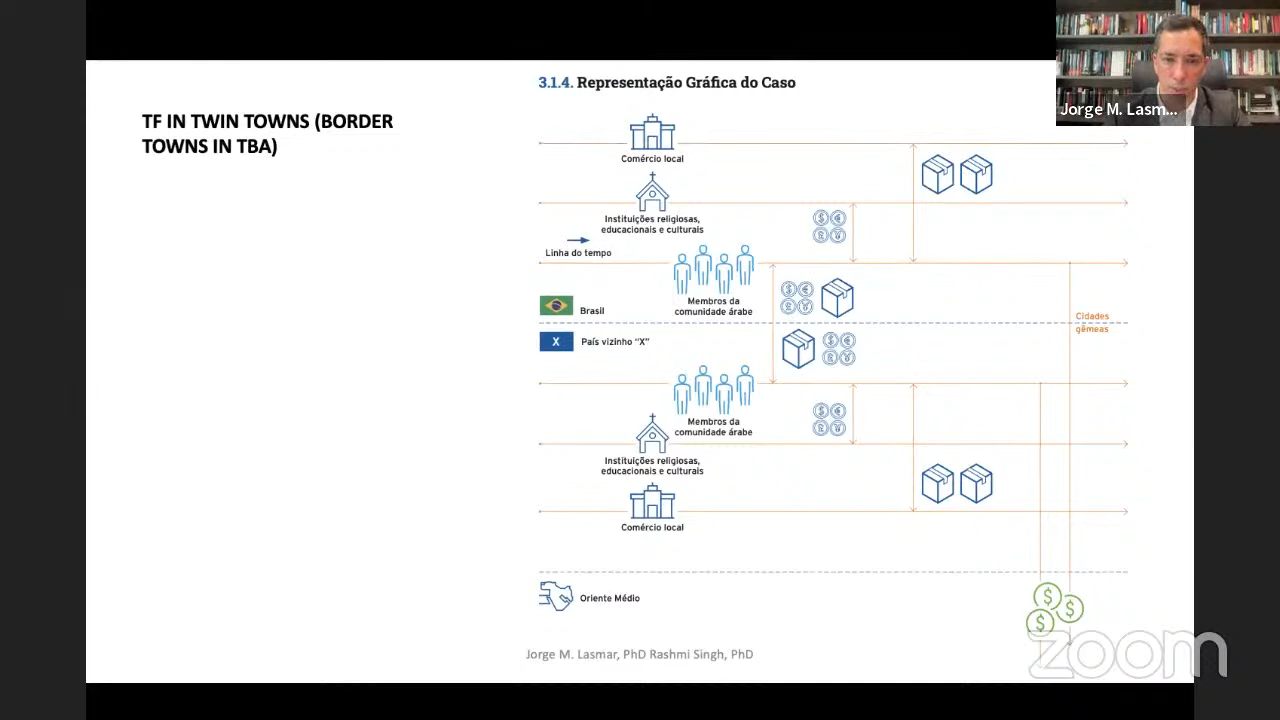 3.1.4. Representação Gráfica do Caso
Jorge M. Lasm...
TF IN TWIN TOWNS (BORDER
TOWNS IN TBA)
Comércio local
Instituições religiosas,
educacionais e culturais
Linha do tempo
Membros da
comunidade árabe
Brasil
Cidades
gêmeas
X
País vizinho "X"
Membros da
comunidade árabe
Instituições religiosas,
educacionais e culturais
Comércio local
Oriente Médio
Jorge M. Lasmar, PhD Rashmi Singh, PhD
zoom